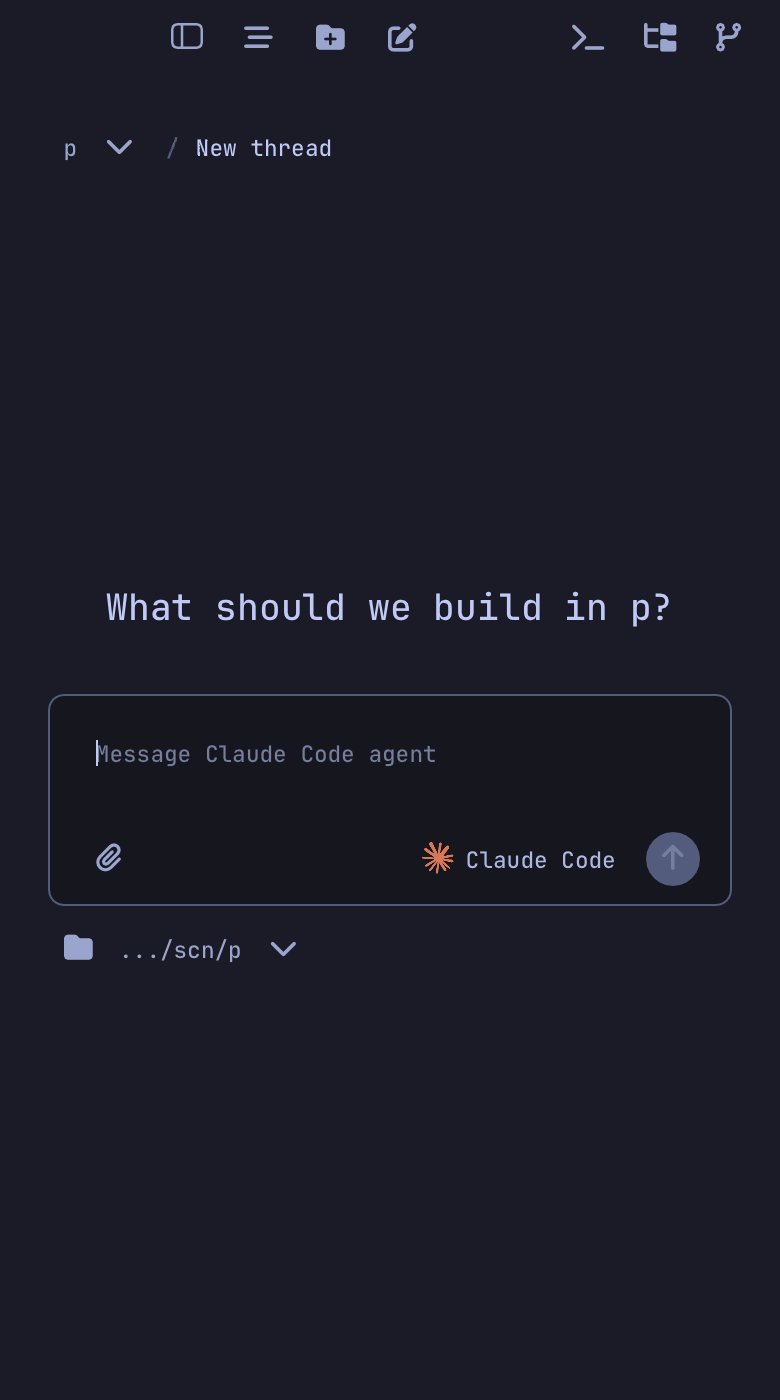 p / New thread
What should we build in p?
Message Claude Code agent
Claude Code
.../scn/p